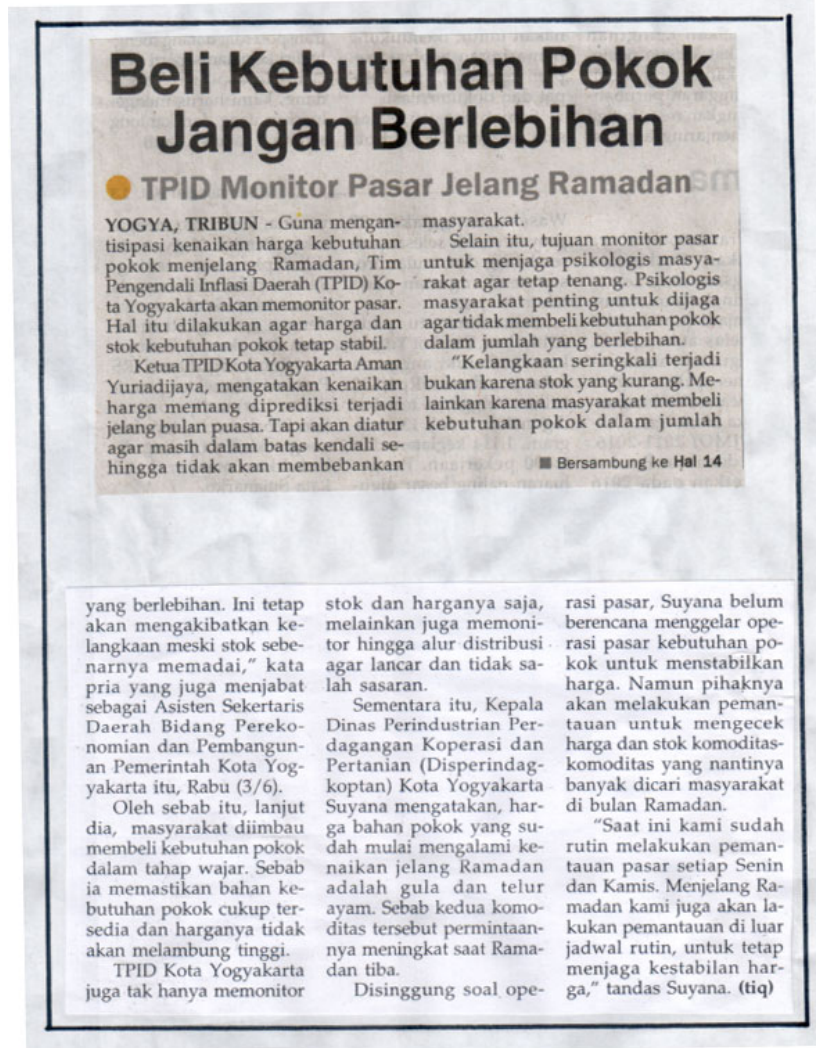 Beli Kebutuhan Pokok
Jangan Berlebihan
● TPID Monitor Pasar Jelang Ramadan
YOGYA, TRIBUN - Guna mengan-
tisipasi kenaikan harga kebutuhan
pokok menjelang Ramadan, Tim
Pengendali Inflasi Daerah (TPID) Ko-
ta Yogyakarta akan memonitor pasar.
Hal itu dilakukan agar harga dan
stok kebutuhan pokok tetap stabil.
Ketua TPID Kota Yogyakarta Aman
Yuriadijaya, mengatakan kenaikan
harga memang diprediksi terjadi
jelang bulan puasa. Tapi akan diatur
agar masih dalam batas kendali se-
hingga tidak akan membebankan
masyarakat.
Selain itu, tujuan monitor pasar
untuk menjaga psikologis masya-
rakat agar tetap tenang. Psikologis
masyarakat penting untuk dijaga
agar tidak membeli kebutuhan pokok
dalam jumlah yang berlebihan.
"Kelangkaan seringkali terjadi
bukan karena stok yang kurang. Me-
lainkan karena masyarakat membeli
kebutuhan pokok dalam jumlah
■ Bersambung ke Hal 14
yang berlebihan. Ini tetap
akan mengakibatkan ke-
langkaan meski stok sebe-
narnya memadai," kata
pria yang juga menjabat
sebagai Asisten Sekertaris
Daerah Bidang Pereko-
nomian dan Pembangun-
an Pemerintah Kota Yog-
yakarta itu, Rabu (3/6).
Oleh sebab itu, lanjut
dia, masyarakat diimbau
membeli kebutuhan pokok
dalam tahap wajar. Sebab
ia memastikan bahan ke-
butuhan pokok cukup ter-
sedia dan harganya tidak
akan melambung tinggi.
TPID Kota Yogyakarta
juga tak hanya memonitor
stok dan harganya saja,
melainkan juga memoni-
tor hingga alur distribusi
agar lancar dan tidak sa-
lah sasaran.
Sementara itu, Kepala
Dinas Perindustrian Per-
dagangan Koperasi dan
Pertanian (Disperindag-
koptan) Kota Yogyakarta
Suyana mengatakan, har-
ga bahan pokok yang su-
dah mulai mengalami ke-
naikan jelang Ramadan
adalah gula dan telur
ayam. Sebab kedua komo-
ditas tersebut permintaan-
nya meningkat saat Rama-
dan tiba.
Disinggung soal ope-
rasi pasar, Suyana belum
berencana menggelar ope-
rasi pasar kebutuhan po-
kok untuk menstabilkan
harga. Namun pihaknya
akan melakukan peman-
tauan untuk mengecek
harga dan stok komoditas-
komoditas yang nantinya
banyak dicari masyarakat
di bulan Ramadan.
"Saat ini kami sudah
rutin melakukan peman-
tauan pasar setiap Senin
dan Kamis. Menjelang Ra-
madan kami juga akan la-
kukan pemantauan di luar
jadwal rutin, untuk tetap
menjaga kestabilan har-
ga," tandas Suyana. (tiq)